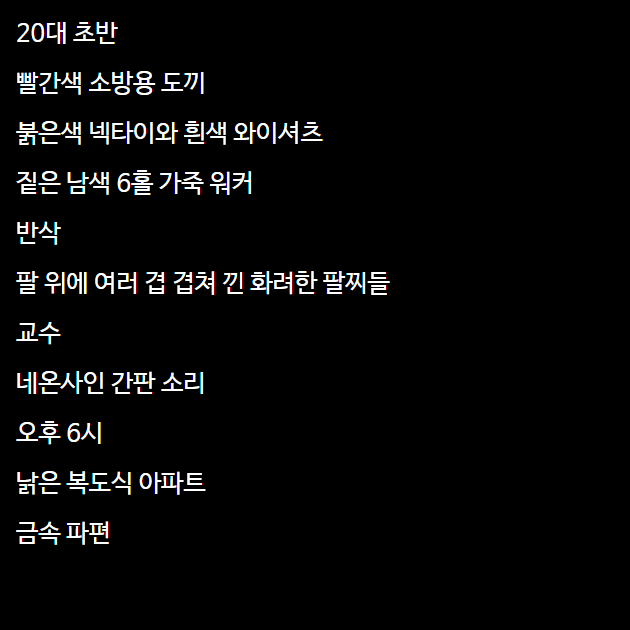 20대 초반
빨간색 소방용 도끼
붉은색 넥타이와 흰색 와이셔츠
짙은 남색 6홀 가죽 워커
반삭
팔 위에 여러 겹 겹쳐 낀 화려한 팔찌들
교수
네온사인 간판 소리
오후 6시
낡은 복도식 아파트
금속 파편